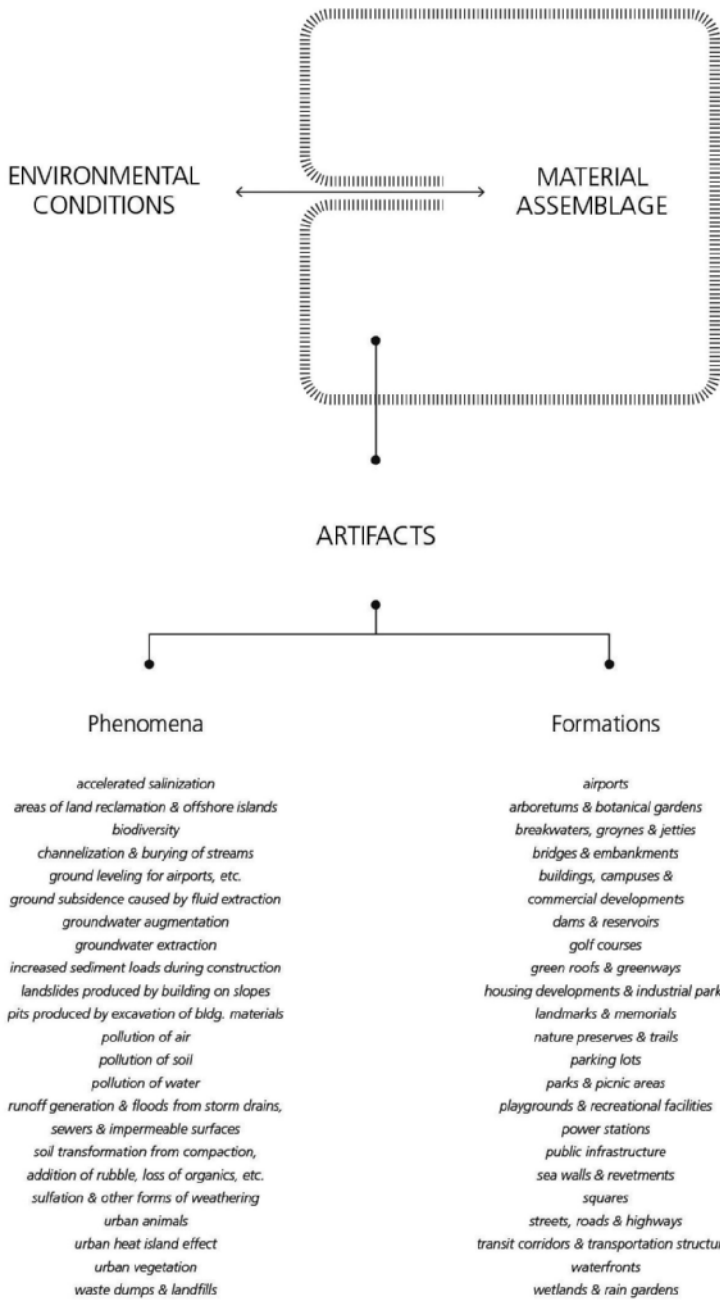 ENVIRONMENTAL
CONDITIONS
MATERIAL
ASSEMBLAGE
ARTIFACTS
Phenomena
accelerated salinization
areas of land reclamation & offshore islands
biodiversity
channelization & burying of streams
ground leveling for airports, etc.
ground subsidence caused by fluid extraction
groundwater augmentation
groundwater extraction
increased sediment loads during construction
landslides produced by building on slopes
pits produced by excavation of bldg. materials
pollution of air
pollution of soil
pollution of water
runoff generation & floods from storm drains,
sewers & impermeable surfaces
soil transformation from compaction,
addition of rubble, loss of organics, etc.
sulfation & other forms of weathering
urban animals
urban heat island effect
urban vegetation
waste dumps & landfills
Formations
airports
arboretums & botanical gardens
breakwaters, groynes & jetties
bridges & embankments
buildings, campuses &
commercial developments
dams & reservoirs
golf courses
green roofs & greenways
housing developments & industrial park
landmarks & memorials
nature preserves & trails
parking lots
parks & picnic areas
playgrounds & recreational facilities
power stations
public infrastructure
sea walls & revetments
squares
streets, roads & highways
transit corridors & transportation structu
waterfronts
wetlands & rain gardens